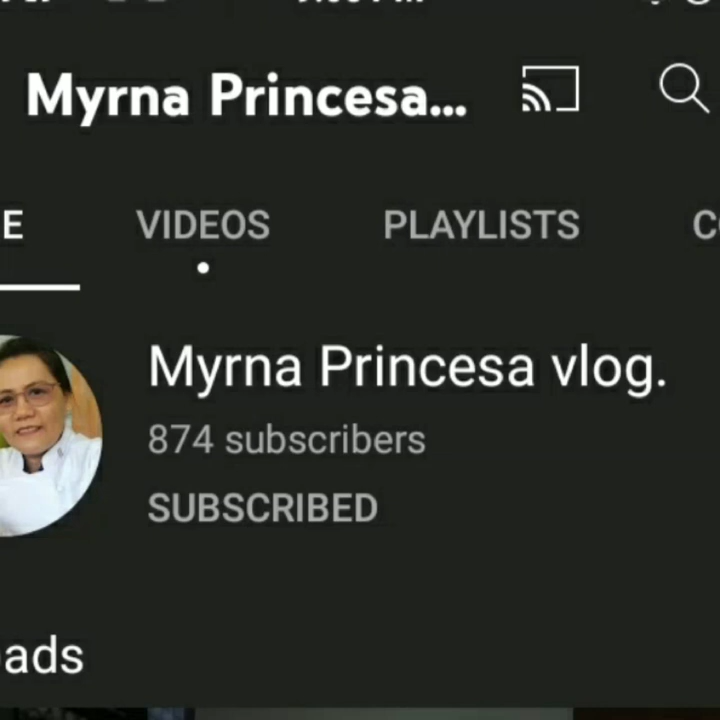 Myrna Princesa...
E VIDEOS PLAYLISTS C
Myrna Princesa vlog.
874 subscribers
SUBSCRIBED
ads